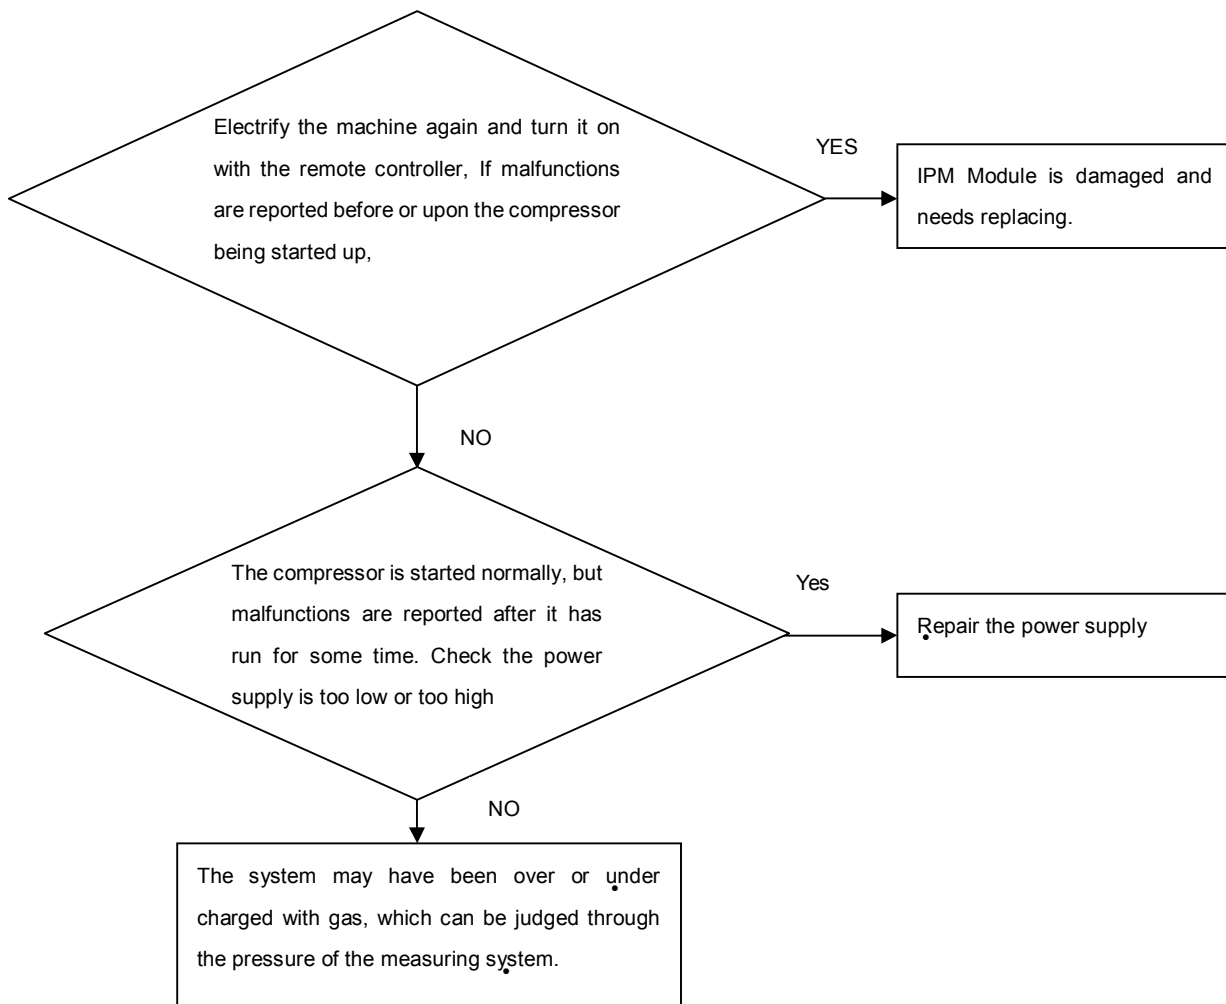 Electrify the machine again and turn it on
with the remote controller, If malfunctions
are reported before or upon the compressor
being started up,
YES
IPM Module is damaged and
needs replacing.
NO
The compressor is started normally, but
malfunctions are reported after it has
run for some time. Check the power
supply is too low or too high
Yes
Repair the power supply
NO
The system may have been over or under
charged with gas, which can be judged through
the pressure of the measuring system.